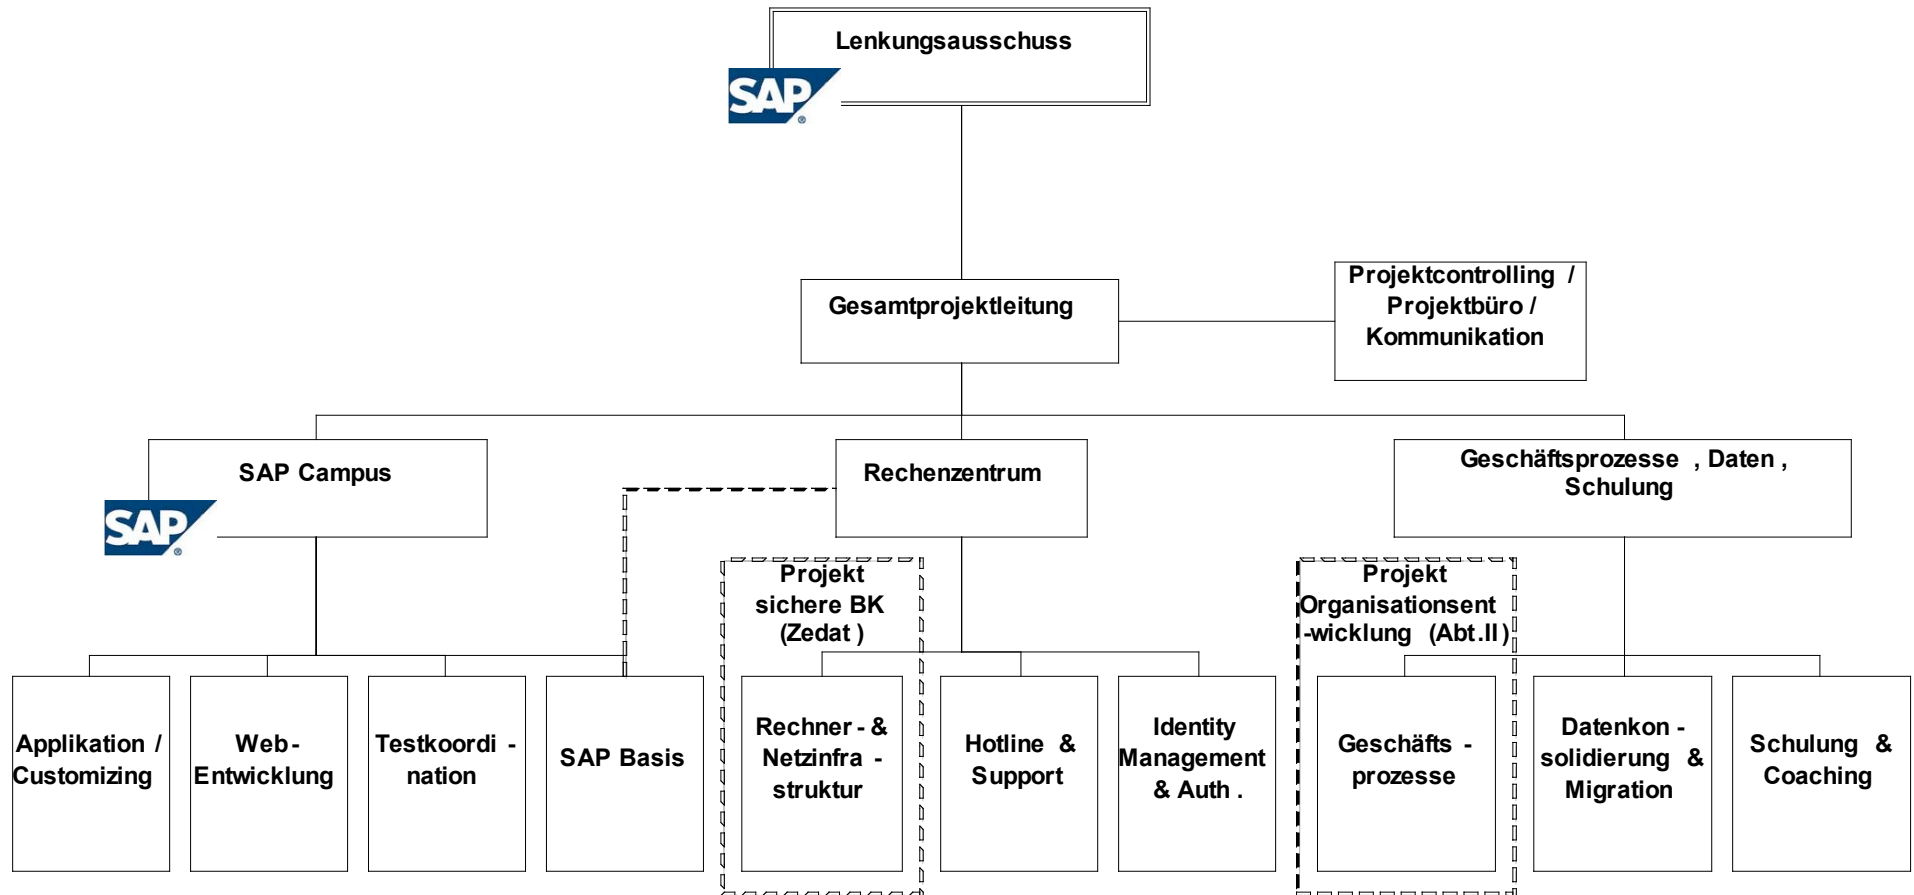 Lenkungsausschuss
SAP
®
Gesamtprojektleitung
Projektcontrolling /
Projektbüro /
Kommunikation
SAP Campus
SAP
®
Rechenzentrum
Geschäftsprozesse , Daten ,
Schulung
Projekt
sichere BK
(Zedat )
Projekt
Organisationsent
-wicklung (Abt.II)
Applikation /
Customizing
Web -
Entwicklung
Testkoordi -
nation
SAP Basis
Rechner - &
Netzinfra -
struktur
Hotline &
Support
Identity
Management
& Auth .
Geschäfts -
prozesse
Datenkon -
solidierung &
Migration
Schulung &
Coaching